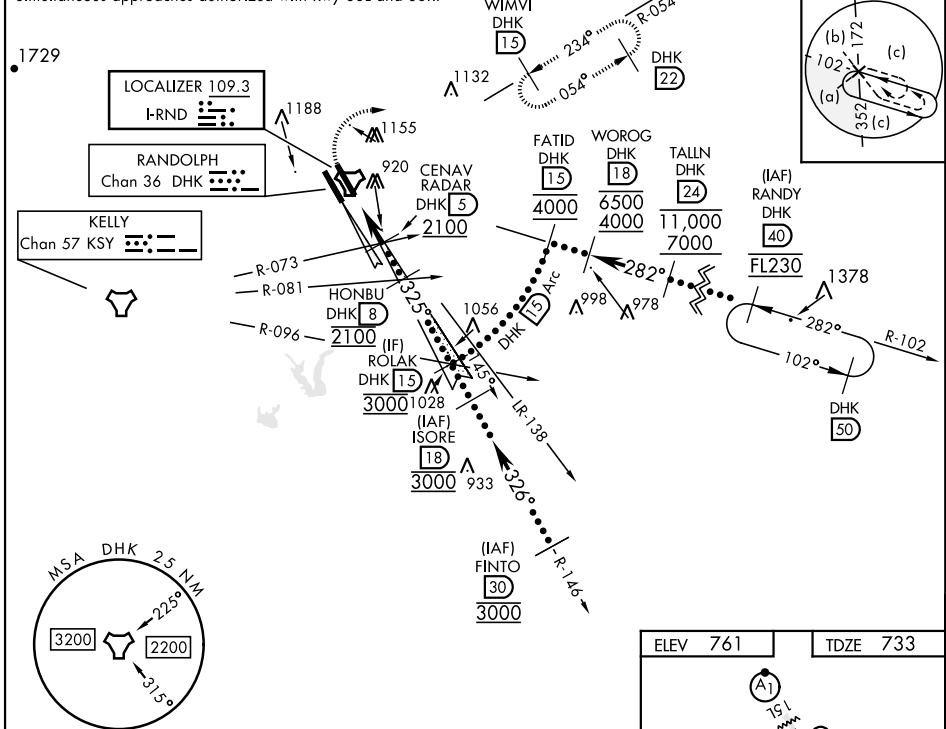 WIMVI
DHK
15
R-054
234°
054°
DHK
22
172
(b)
(c)
102
(a)
352
(c)
1729
1132
LOCALIZER 109.3
I-RND
1188
1155
RANDOLPH
Chan 36 DHK
920
CENAV
RADAR
DHK 5
2100
FATID
DHK
15
4000
WOROG
DHK
18
6500
4000
TALLN
DHK
24
11,000
7000
(IAF)
RANDY
DHK
40
FL230
KELLY
Chan 57 KSY
R-073
R-081
R-096
282°
1378
998
978
282°
102°
R-102
DHK
50
HONBU
DHK 8
2100
325°
1056
DHK 15 Arc
(IF)
ROLAK
DHK 15
3000
1028
145°
LR-138
(IAF)
ISORE
18
3000
933
326°
(IAF)
FINTO
30
3000
R-146
MSA DHK 25 NM
225°
3200
2200
315°
ELEV 761
TDZE 733
A1
15L